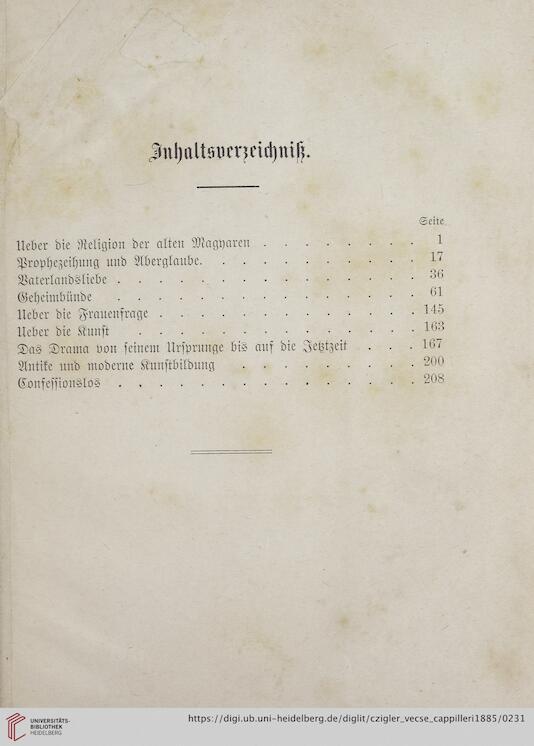 Inhaltsverzeichniß.
Seite
Ueber die Religion der alten Magyaren . . . . . . . . . 1
Prophezeihung und Aberglaube. . . . . . . . . . . . 17
Vaterlandsliebe . . . . . . . . . . . . . . . 36
Geheimbünde . . . . . . . . . . . . . . . 61
Ueber die Frauenfrage . . . . . . . . . . . . . 145
Ueber die Kunst . . . . . . . . . . . . . . 163
Das Drama von seinem Ursprunge bis auf die Jetztzeit . . . 167
Antike und moderne Kunstbildung . . . . . . . . . 200
Confessionslos . . . . . . . . . . . . . . . 208
UNIVERSITÄTS-
BIBLIOTHEK
HEIDELBERG
https://digi.ub.uni-heidelberg.de/diglit/czigler_vecse_cappilleri1885/0231